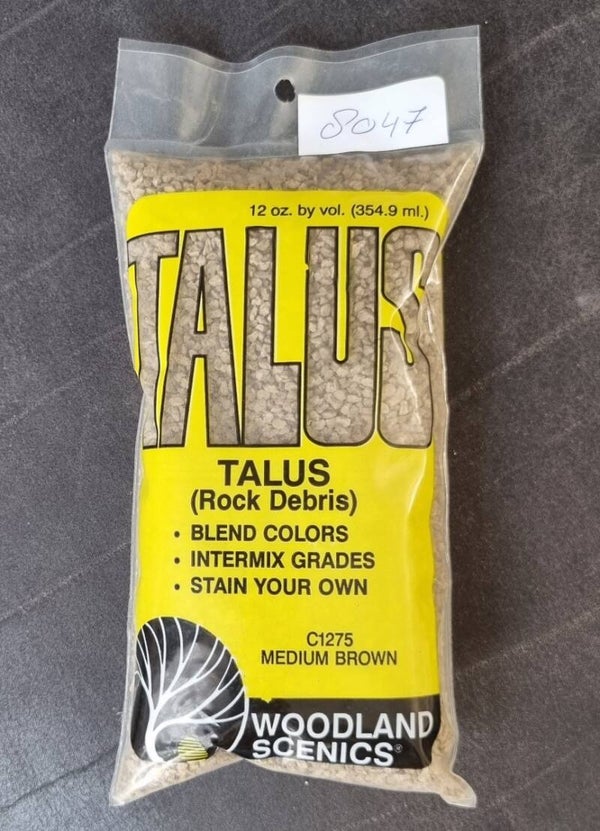 8047
12 oz. by vol. (354.9 ml.)
TALUS
TALUS
(Rock Debris)
• BLEND COLORS
• INTERMIX GRADES
• STAIN YOUR OWN
C1275
MEDIUM BROWN
WOODLAND
SCENICS®